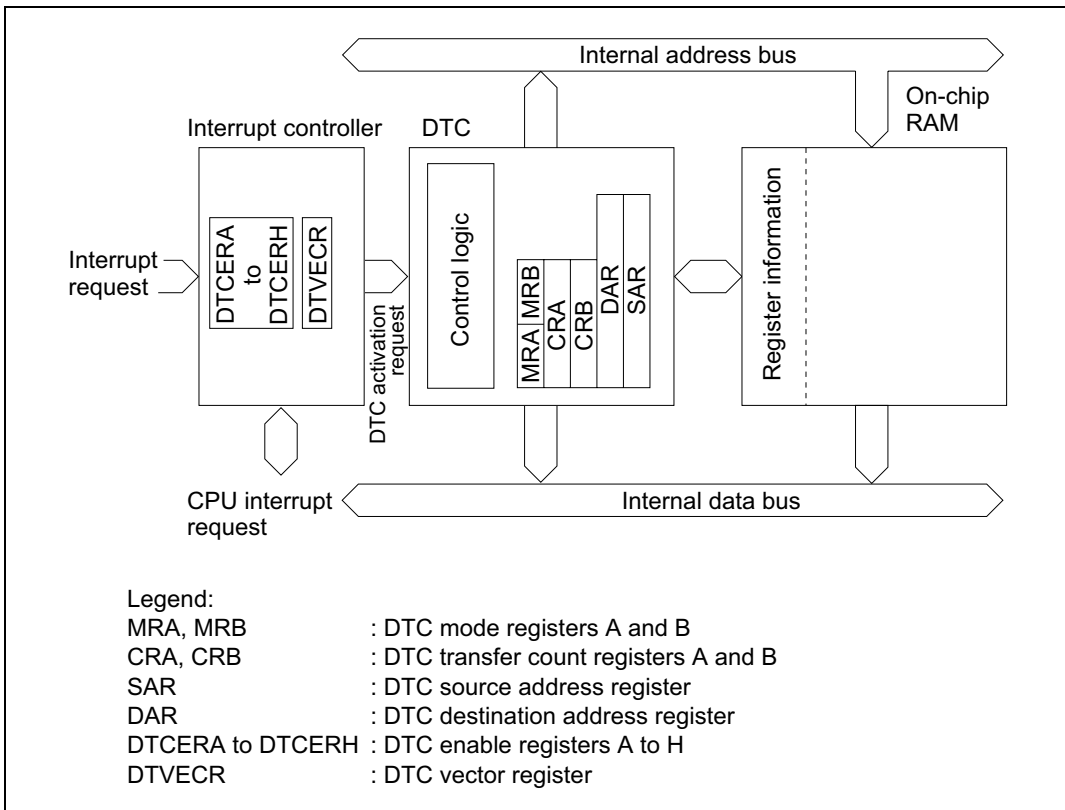 Internal address bus
On-chip
RAM
Interrupt controller
DTC
Interrupt
request
DTCERA
to
DTCERH
DTVECR
DTC activation
request
Control logic
MRA
MRB
CRA
CRB
DAR
SAR
Register information
CPU interrupt
request
Internal data bus
Legend:
MRA, MRB : DTC mode registers A and B
CRA, CRB : DTC transfer count registers A and B
SAR : DTC source address register
DAR : DTC destination address register
DTCERA to DTCERH : DTC enable registers A to H
DTVECR : DTC vector register